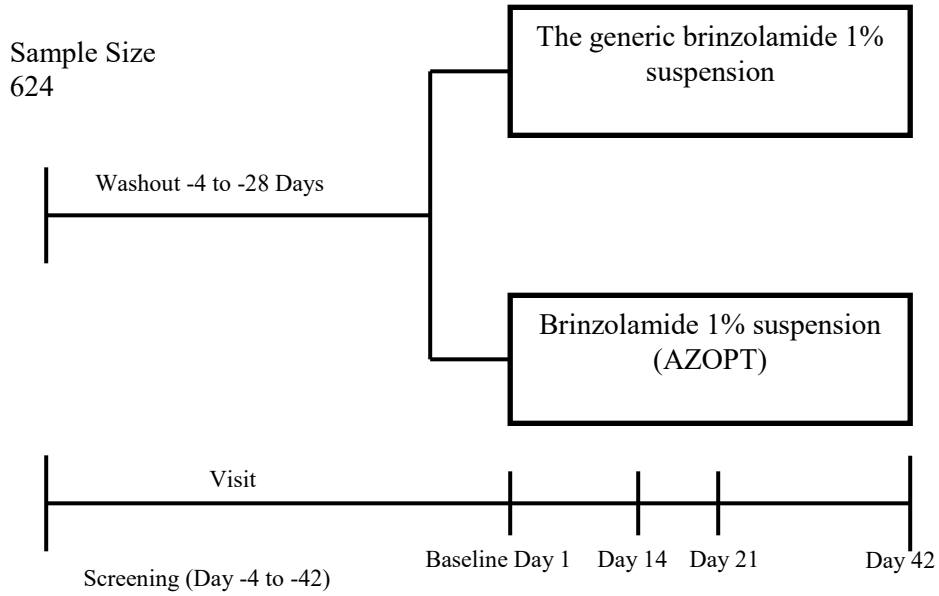 Sample Size
624
The generic brinzolamide 1%
suspension
Washout -4 to -28 Days
Brinzolamide 1% suspension
(AZOPT)
Visit
Baseline Day 1
Day 14
Day 21
Day 42
Screening (Day -4 to -42)